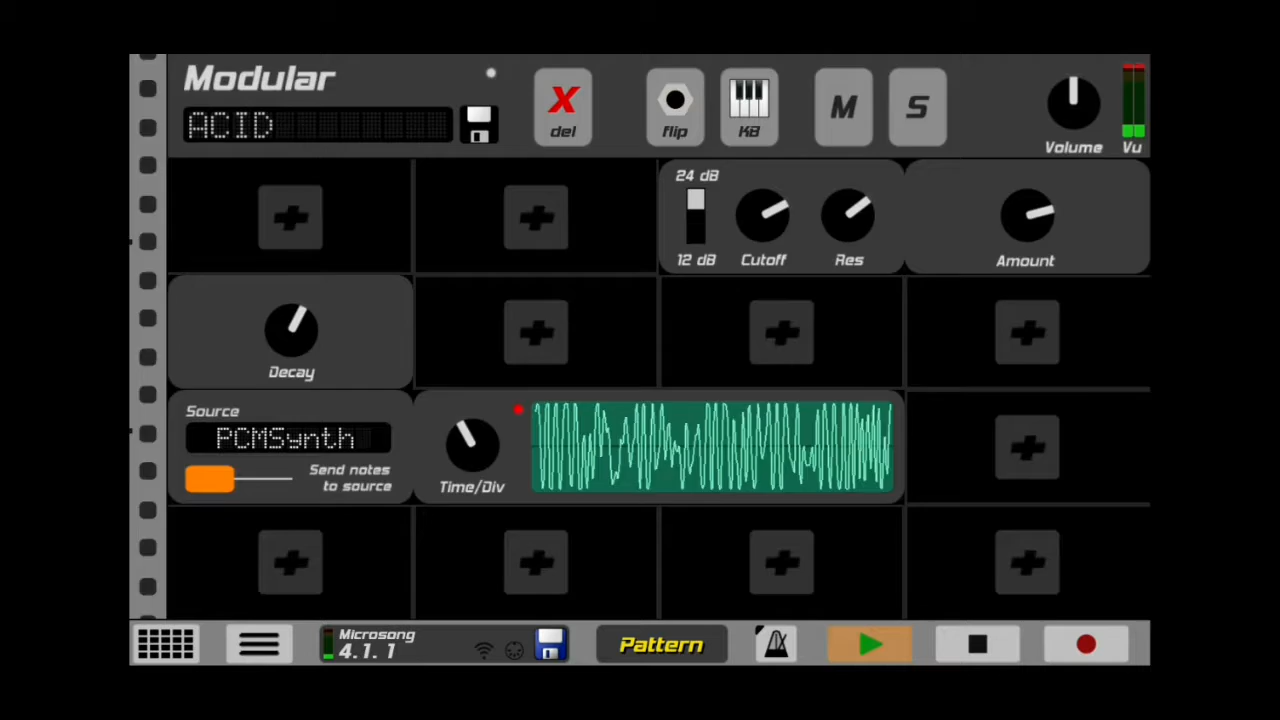 Modular
ACID
del
flip
KB
M
S
Volume
Vu
24 dB
12 dB
Cutoff
Res
Amount
Decay
Source
PCMSynth
Send notes
to source
Time/Div
Microsong
4.1. 1
Pattern